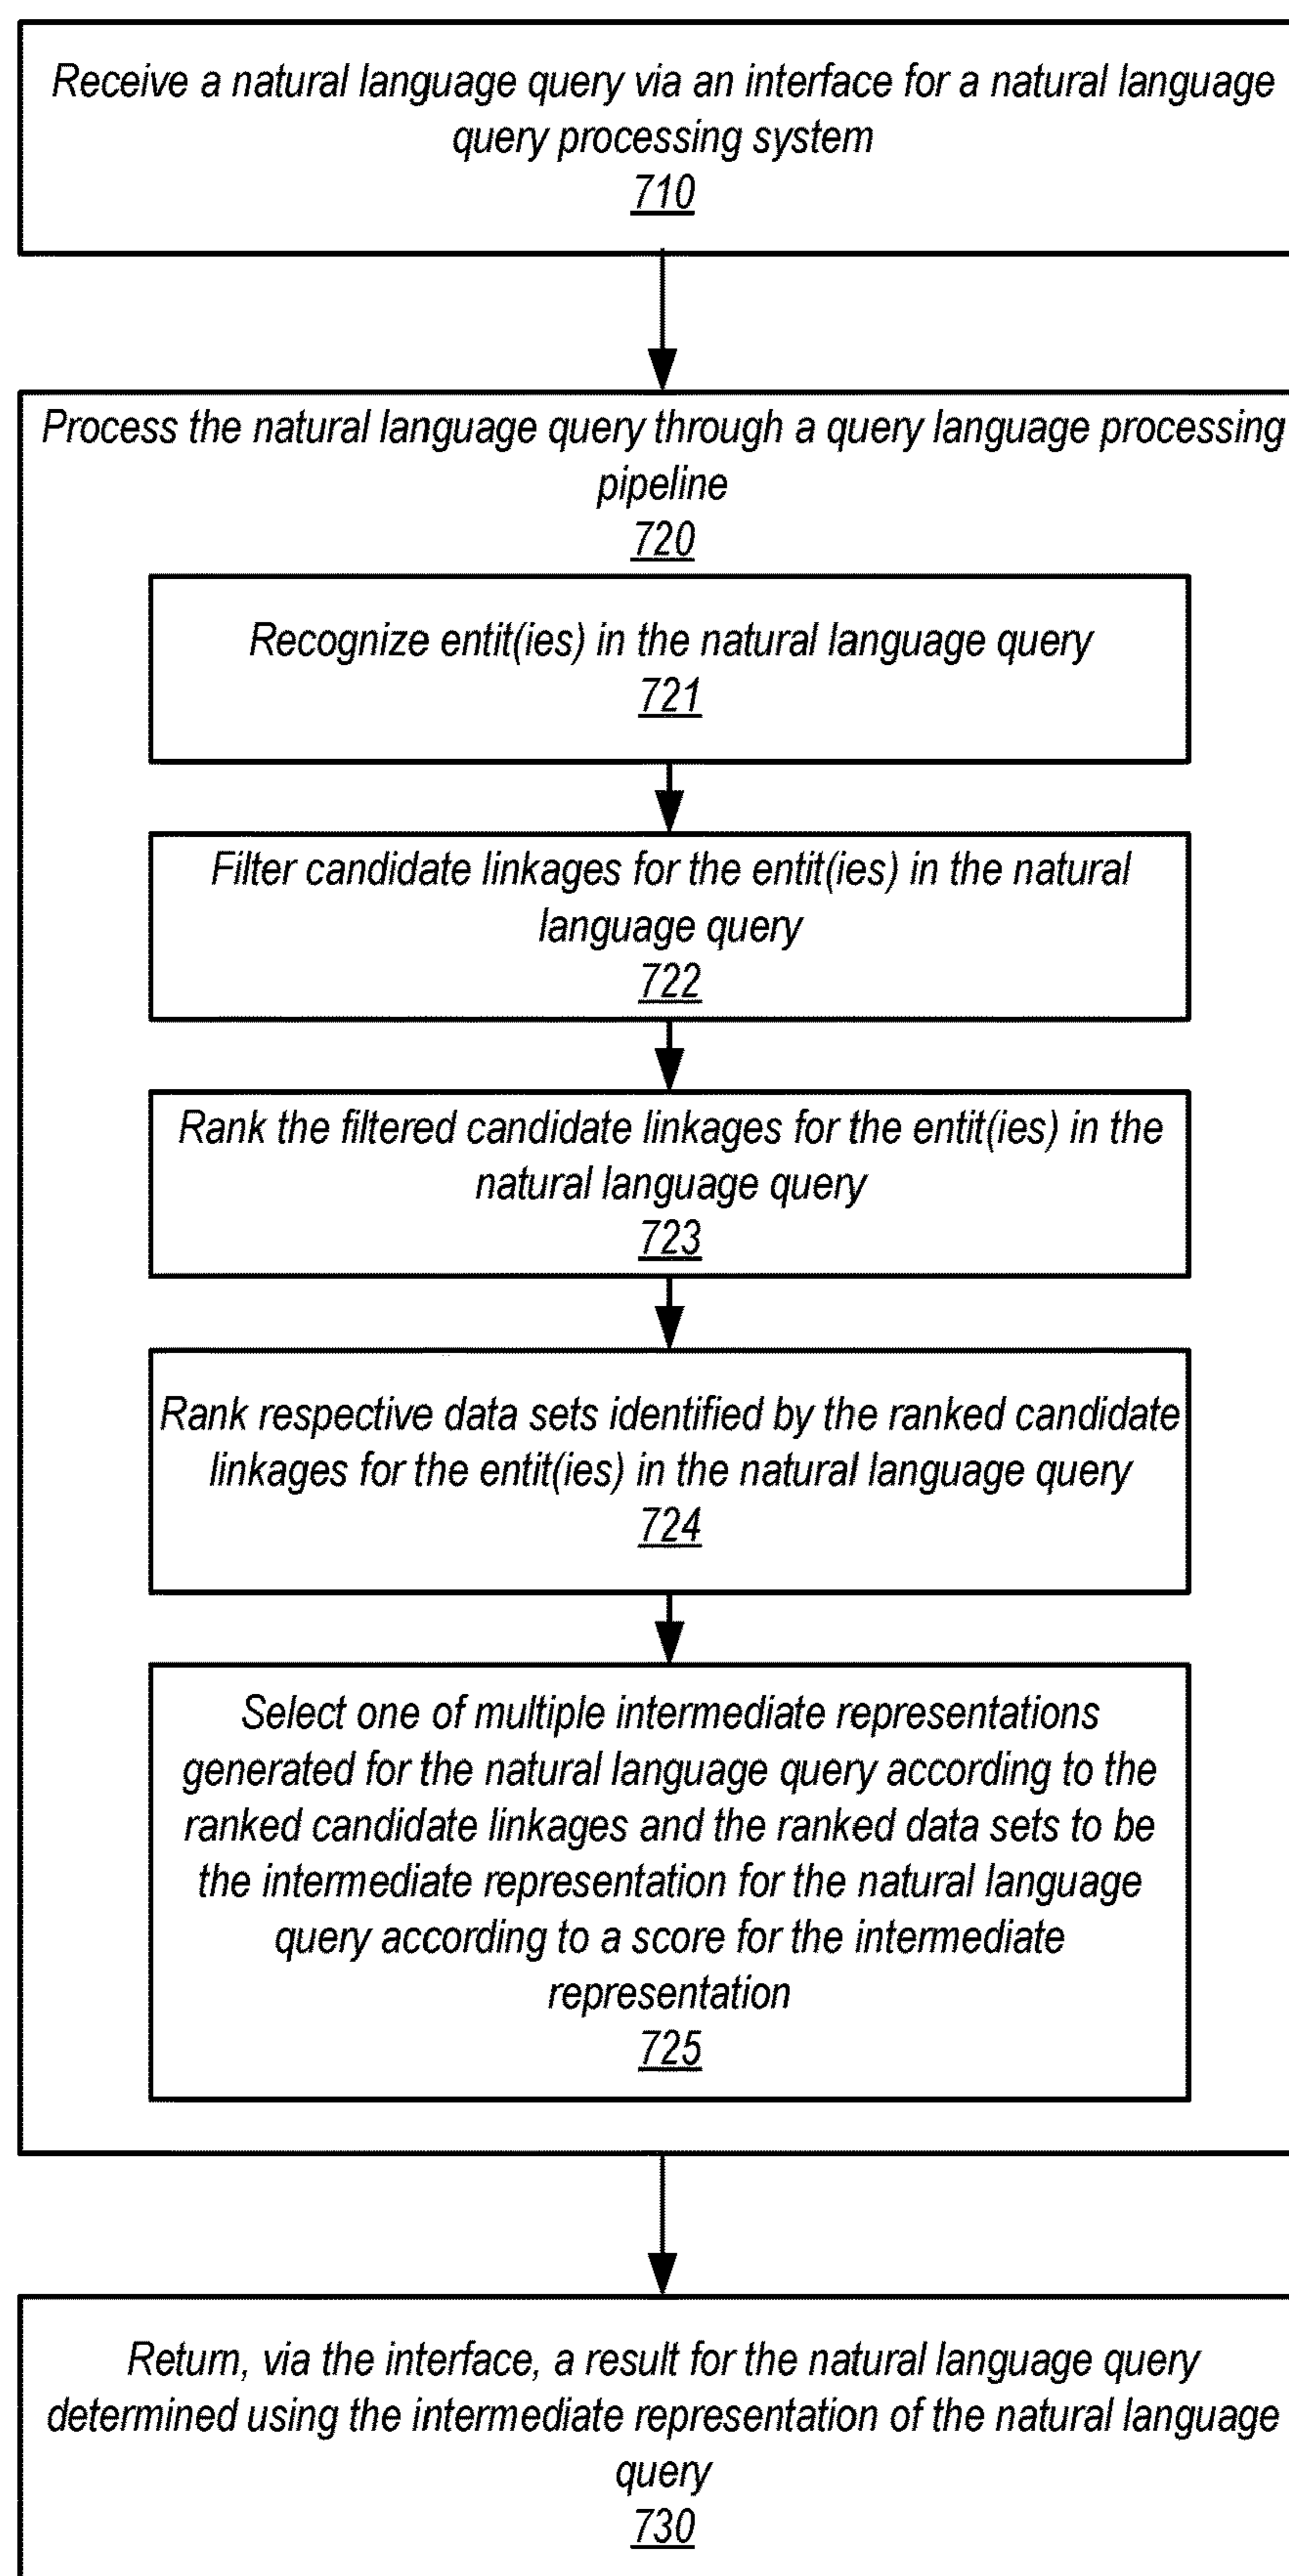 Receive a natural language query via an interface for a natural language
query processing system
710
Process the natural language query through a query language processing
pipeline
720
Recognize entit(ies) in the natural language query
721
Filter candidate linkages for the entit(ies) in the natural
language query
722
Rank the filtered candidate linkages for the entit(ies) in the
natural language query
723
Rank respective data sets identified by the ranked candidate
linkages for the entit(ies) in the natural language query
724
Select one of multiple intermediate representations
generated for the natural language query according to the
ranked candidate linkages and the ranked data sets to be
the intermediate representation for the natural language
query according to a score for the intermediate
representation
725
Return, via the interface, a result for the natural language query
determined using the intermediate representation of the natural language
query
730